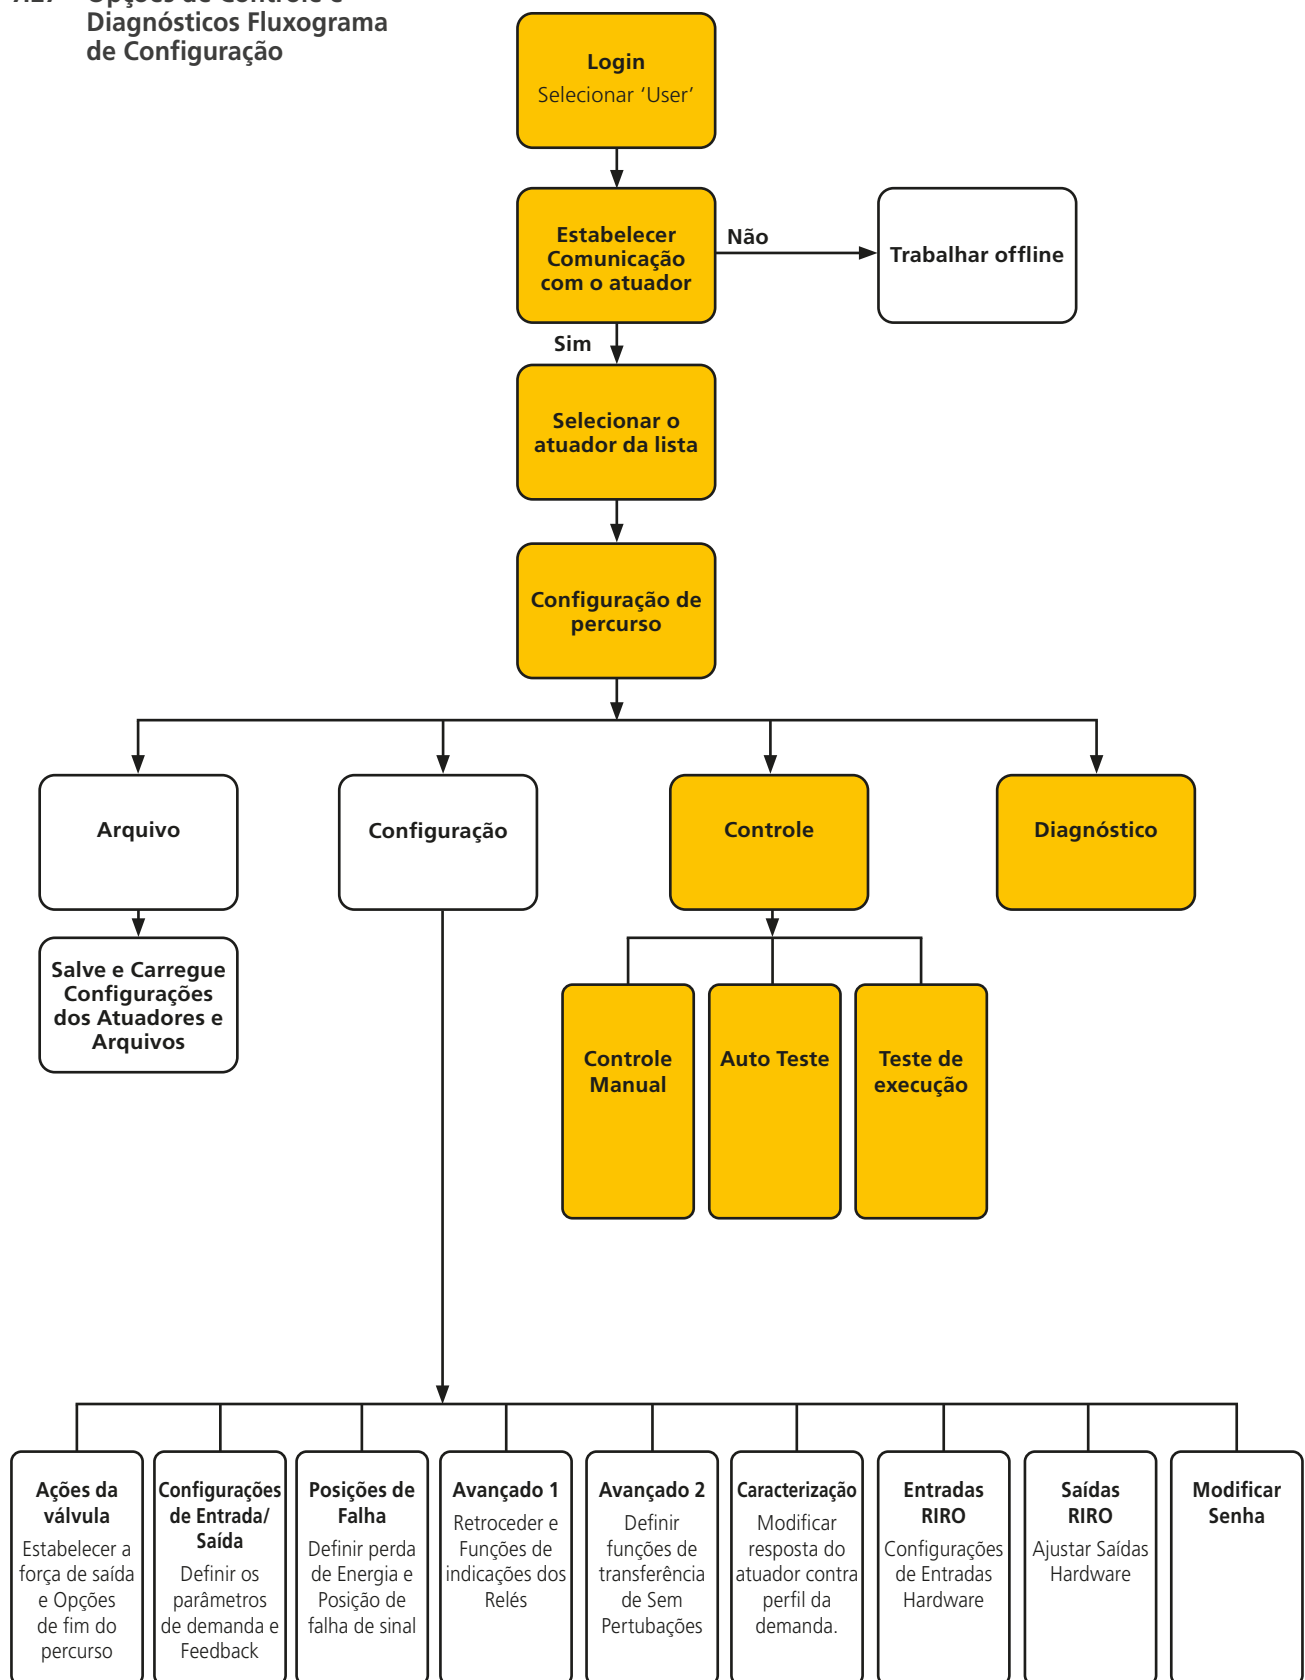 7.27 Opções de Controle e
Diagnósticos Fluxograma
de Configuração
Login
Selecionar ‘User’
Estabelecer
Comunicação
com o atuador
Não
Trabalhar offline
Sim
Selecionar o
atuador da lista
Configuração de
percurso
Arquivo
Configuração
Controle
Diagnóstico
Salve e Carregue
Configurações
dos Atuadores e
Arquivos
Controle
Manual
Auto Teste
Teste de
execução
Ações da
válvula
Estabelecer a
força de saída
e Opções
de fim do
percurso
Configurações
de Entrada/
Saída
Definir os
parâmetros
de demanda e
Feedback
Posições de
Falha
Definir perda
de Energia e
Posição de
falha de sinal
Avançado 1
Retroceder e
Funções de
indicações dos
Relés
Avançado 2
Definir
funções de
transferência
de Sem
Pertubações
Caracterização
Modificar
resposta do
atuador contra
perfil da
demanda.
Entradas
RIRO
Configurações
de Entradas
Hardware
Saídas
RIRO
Ajustar Saídas
Hardware
Modificar
Senha